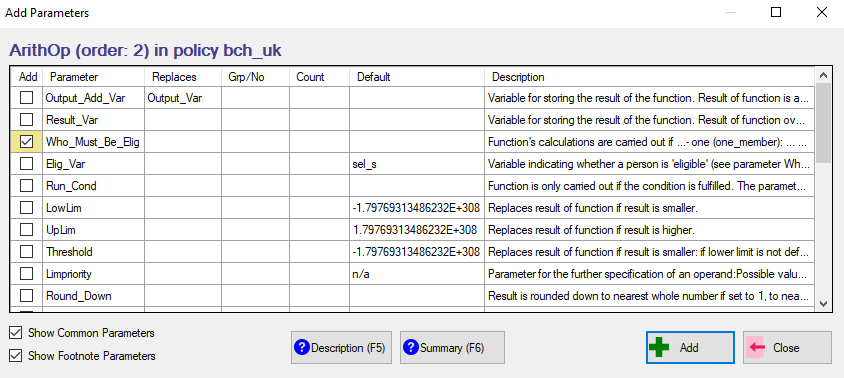 Add Parameters
ArithOp (order: 2) in policy bch_uk
Add Parameter Replaces Grp/No Count Default Description
Output_Add_Var Output_Var Variable for storing the result of the function. Result of function is a...
Result_Var Variable for storing the result of the function. Result of function ov...
Who_Must_Be_Elig Function's calculations are carried out if ...- one (one_member): ... ...
Elig_Var sel_s Variable indicating whether a person is 'eligible' (see parameter Wh...
Run_Cond Function is only carried out if the condition is fulfilled. The paramet...
LowLim -1.79769313486232E+308 Replaces result of function if result is smaller.
UpLim 1.79769313486232E+308 Replaces result of function if result is higher.
Threshold -1.79769313486232E+308 Replaces result of function if result is smaller: if lower limit is not def...
Limpriority n/a Parameter for the further specification of an operand:Possible valu...
Round_Down Result is rounded down to nearest whole number if set to 1, to nea...
Show Common Parameters
Show Footnote Parameters
Description (F5) Summary (F6) Add Close